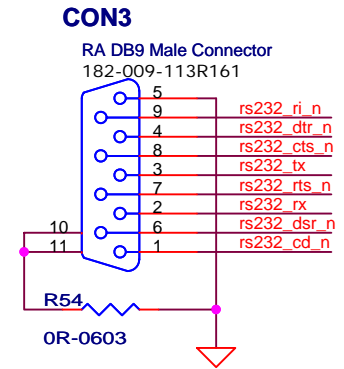 CON3
RA DB9 Male Connector
182-009-113R161
5
9 rs232_ri_n
4 rs232_dtr_n
8 rs232_cts_n
3 rs232_tx
7 rs232_rts_n
2 rs232_rx
10 6 rs232_dsr_n
11 1 rs232_cd_n
R54
0R-0603